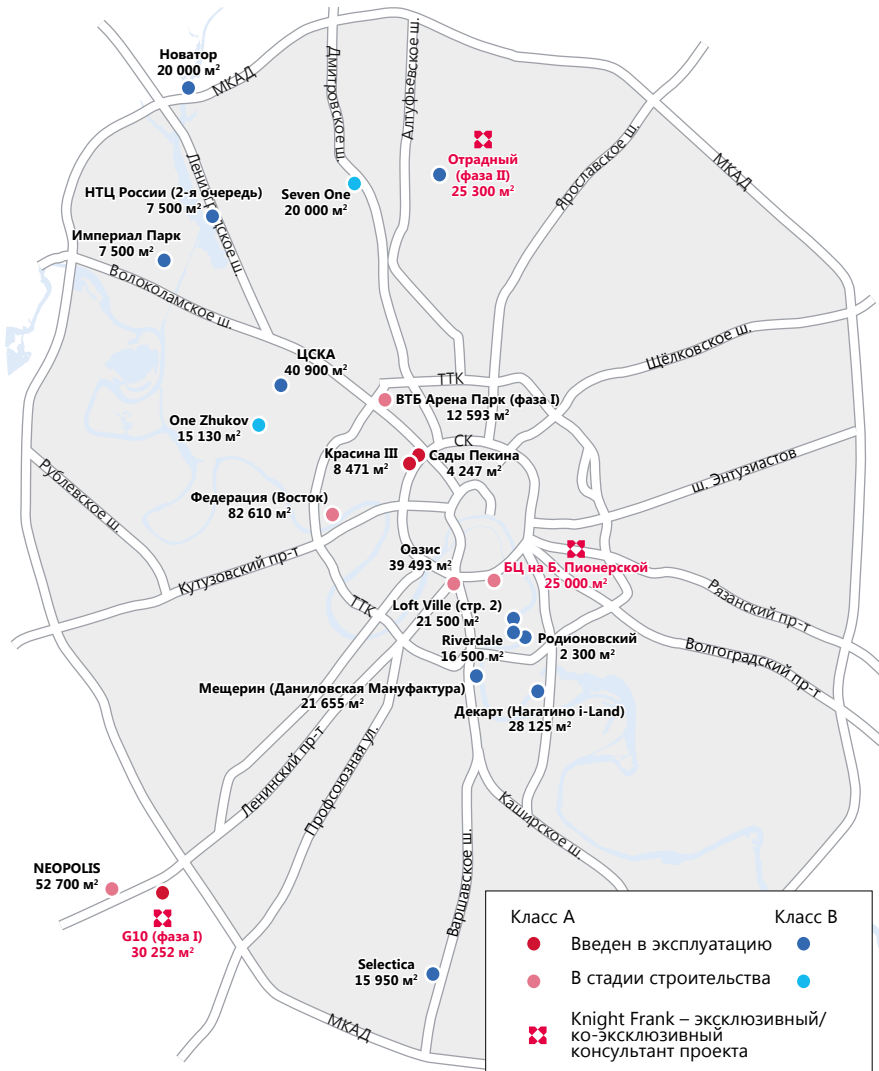 Новатор
20 000 м²
МКАД
Дмитровское ш.
Алтуфьевское ш.
Отрадный
(фаза II)
25 300 м²
Ярославское ш.
МКАД
Ленинградское ш.
НТЦ России (2-я очередь)
7 500 м²
Seven One
20 000 м²
Империал Парк
7 500 м²
Волоколамское ш.
Щёлковское ш.
ЦСКА
40 900 м²
ТТК
ВТБ Арена Парк (фаза I)
12 593 м²
One Zhukov
15 130 м²
СК
Красина III
8 471 м²
Сады Пекина
4 247 м²
Рублевское ш.
ш. Энтузиастов
Федерация (Восток)
82 610 м²
Кутузовский пр-т
Оазис
39 493 м²
БЦ на Б. Пионерской
25 000 м²
Рязанский пр-т
ТТК
Loft Ville (стр. 2)
21 500 м²
Riverdale
16 500 м²
Родионовский
2 300 м²
Волгоградский пр-т
Мещерин (Даниловская Мануфактура)
21 655 м²
Декарт (Нагатино i-Land)
28 125 м²
Ленинский пр-т
Профсоюзная ул.
Каширское ш.
Варшавское ш.
NEOPOLIS
52 700 м²
G10 (фаза I)
30 252 м²
Selectica
15 950 м²
МКАД
Класс А
Класс В
Введен в эксплуатацию
В стадии строительства
Knight Frank – эксклюзивный/
ко-эксклюзивный
консультант проекта